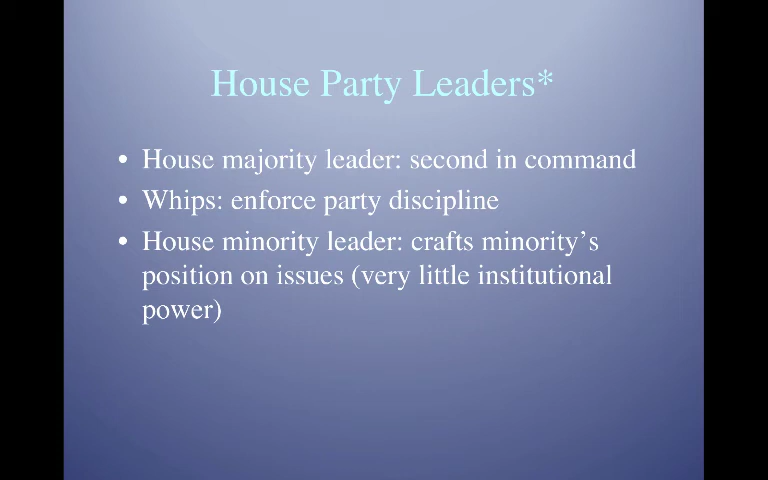 House Party Leaders*
• House majority leader: second in command
• Whips: enforce party discipline
• House minority leader: crafts minority’s
position on issues (very little institutional
power)